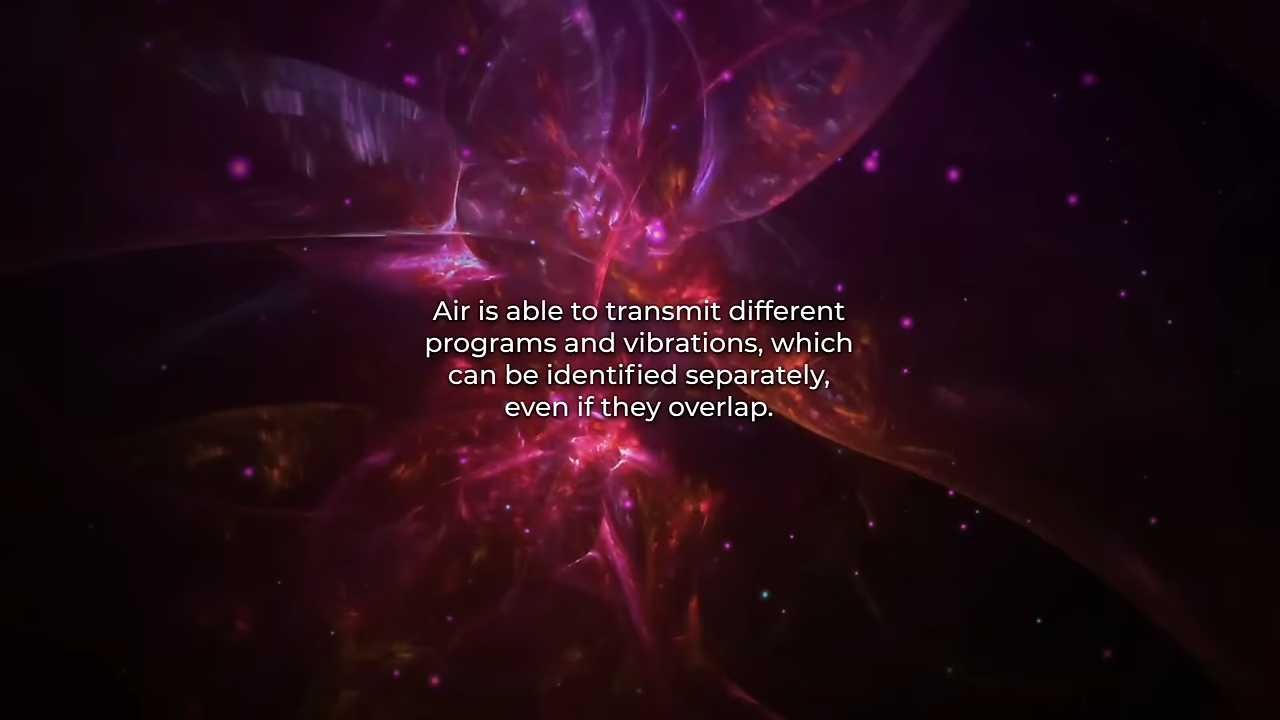 Air is able to transmit different
programs and vibrations, which
can be identified separately,
even if they overlap.